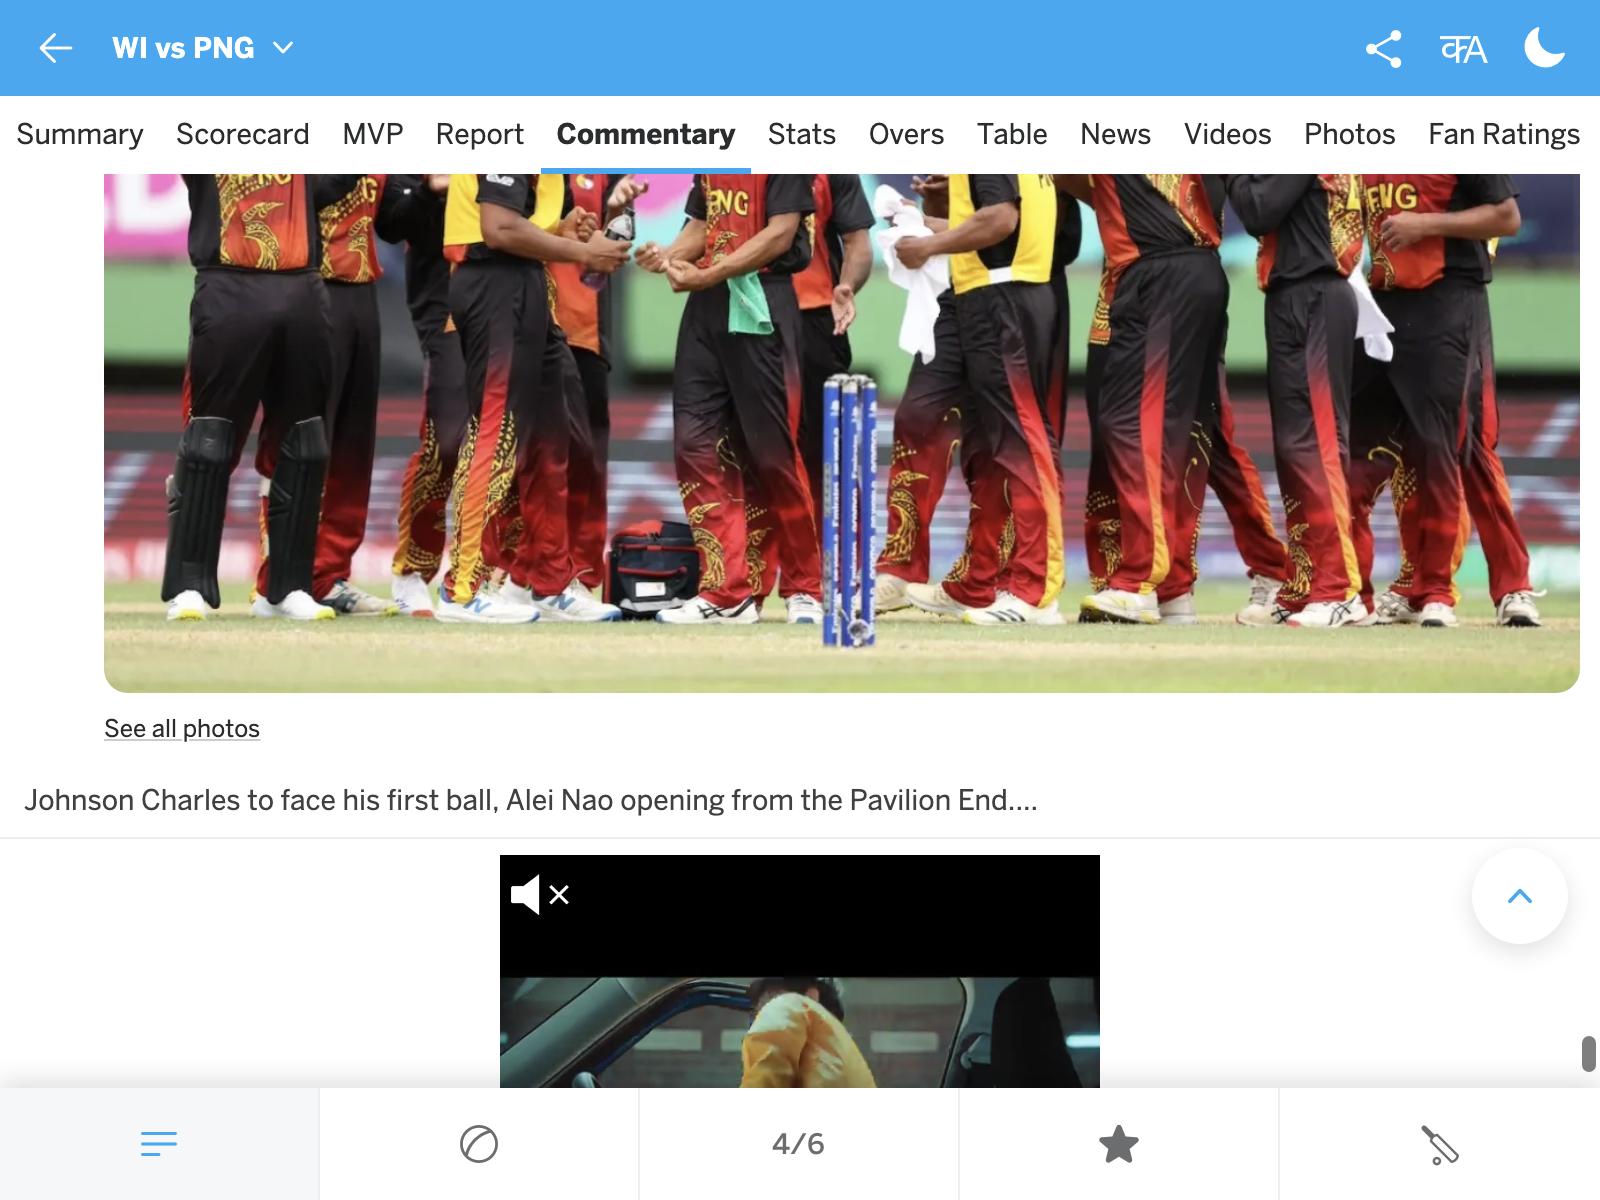 WI vs PNG
Summary Scorecard MVP Report Commentary Stats Overs Table News Videos Photos Fan Ratings
See all photos
Johnson Charles to face his first ball, Alei Nao opening from the Pavilion End....
4/6